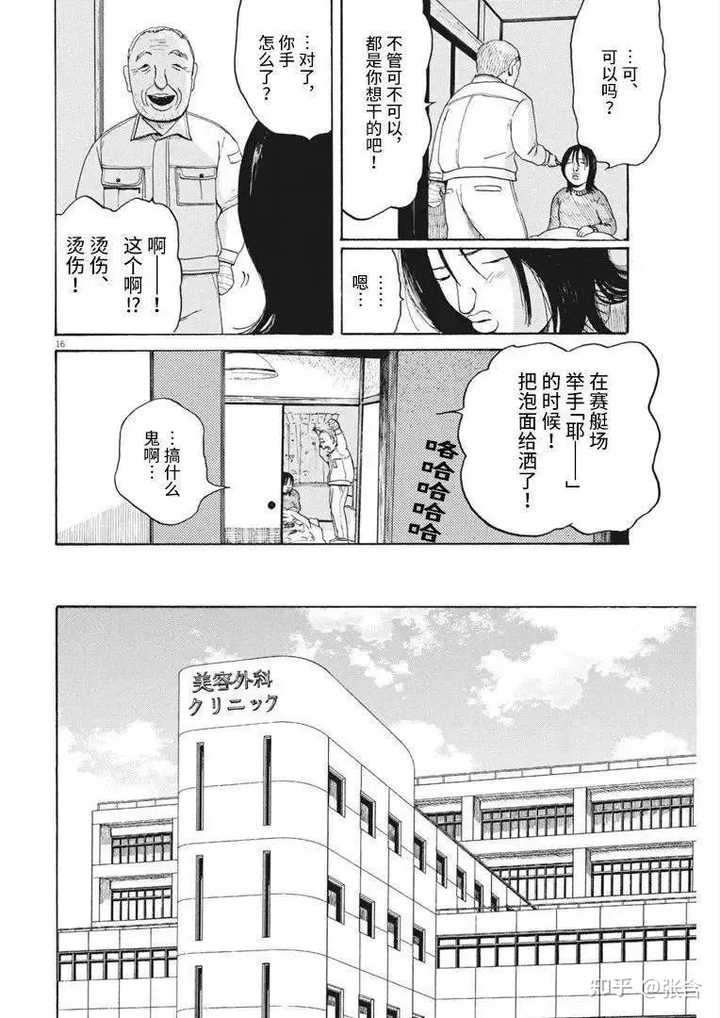 …可、
可以吗？
不管可不可以，
都是你想干的吧！
嗯…
…对了，
你手
怎么了？
啊——！
这个啊!?
烫伤、
烫伤！
16
在赛艇场
举手「耶——」
的时候！
把泡面给洒了！
咯哈哈哈哈
…搞什么
鬼啊…
美容外科
クリニック
知乎 @张含